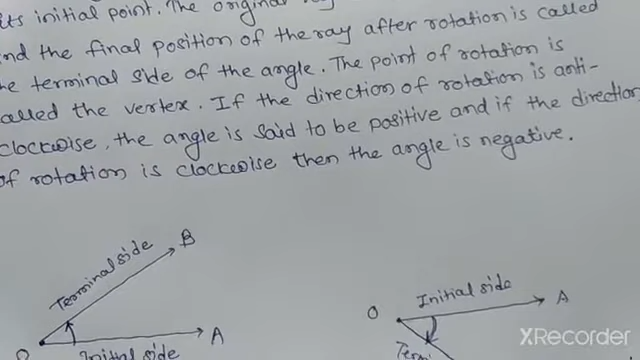 its initial point. The original
nd the final position of the ray after rotation is called
he terminal side of the angle. The point of rotation is
called the vertex. If the direction of rotation is anti-
clockwise, the angle is said to be positive and if the direction
of rotation is clockwise then the angle is negative.
Terminal side
B
O
Initial side
A
O
Initial side
A
Termi
XRecorder